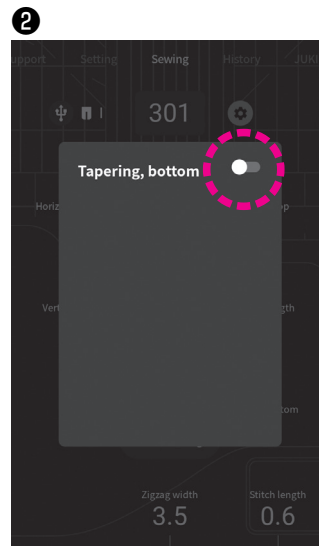 ❷
Support Setting Sewing History JUKI
301
Tapering, bottom
Zigzag width Stitch length
3.5 0.6